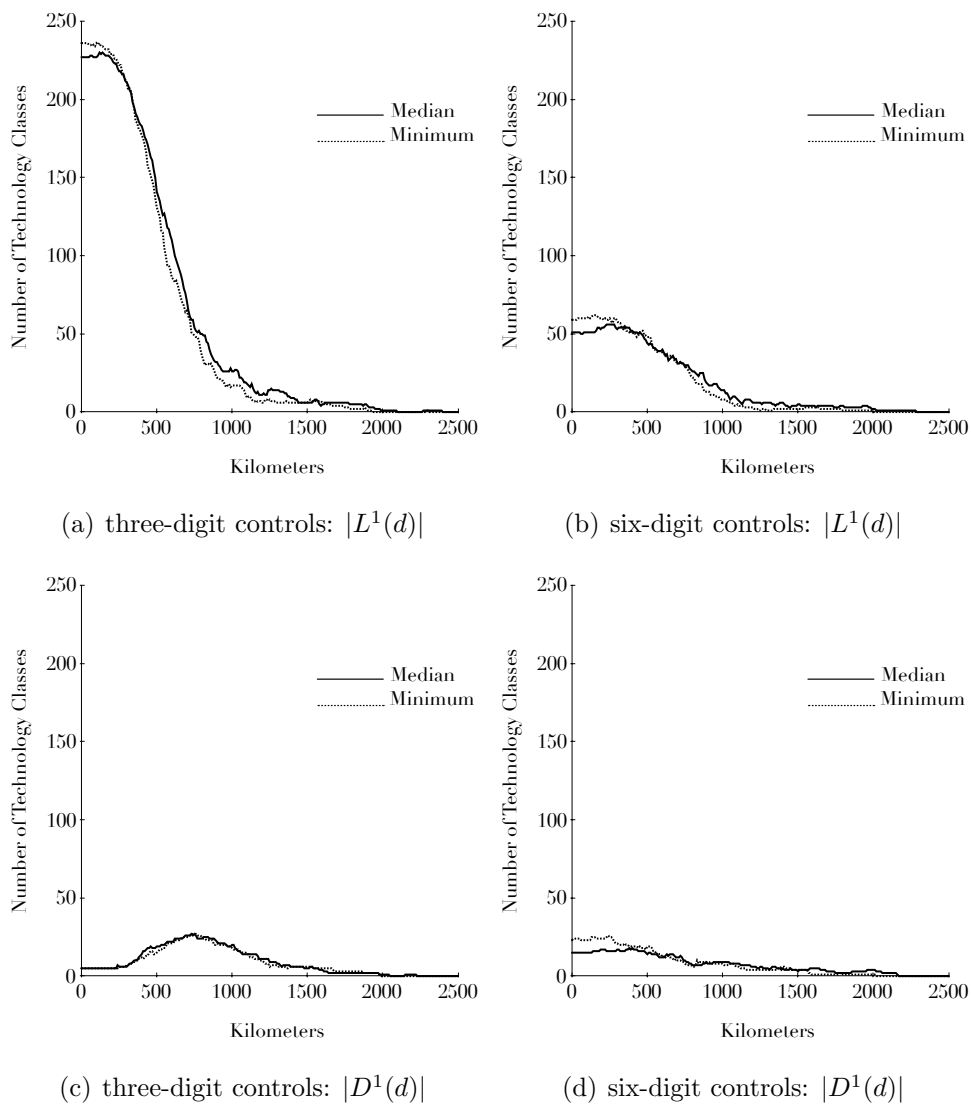 Number of Technology Classes
250
200
150
100
50
0
Median
Minimum
0 500 1000 1500 2000 2500
Kilometers
(a) three-digit controls: |L¹(d)|
Number of Technology Classes
250
200
150
100
50
0
Median
Minimum
0 500 1000 1500 2000 2500
Kilometers
(b) six-digit controls: |L¹(d)|
Number of Technology Classes
250
200
150
100
50
0
Median
Minimum
0 500 1000 1500 2000 2500
Kilometers
(c) three-digit controls: |D¹(d)|
Number of Technology Classes
250
200
150
100
50
0
Median
Minimum
0 500 1000 1500 2000 2500
Kilometers
(d) six-digit controls: |D¹(d)|